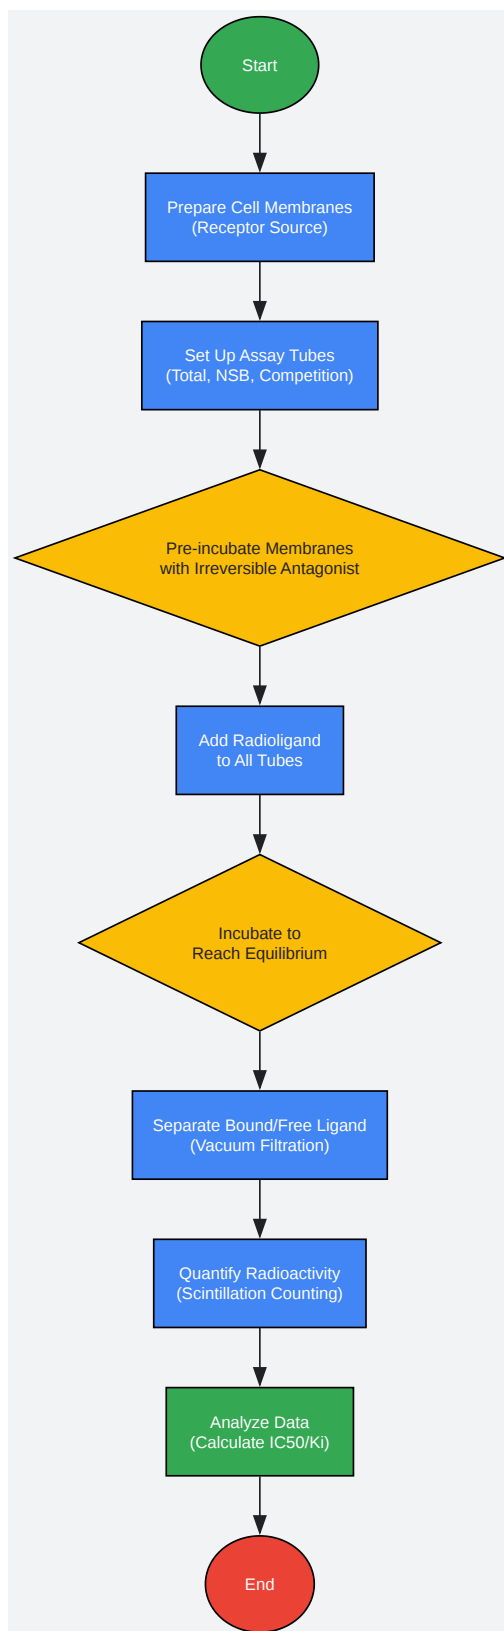 Start
Prepare Cell Membranes
(Receptor Source)
Set Up Assay Tubes
(Total, NSB, Competition)
Pre-incubate Membranes
with Irreversible Antagonist
Add Radioligand
to All Tubes
Incubate to
Reach Equilibrium
Separate Bound/Free Ligand
(Vacuum Filtration)
Quantify Radioactivity
(Scintillation Counting)
Analyze Data
(Calculate IC50/Ki)
End